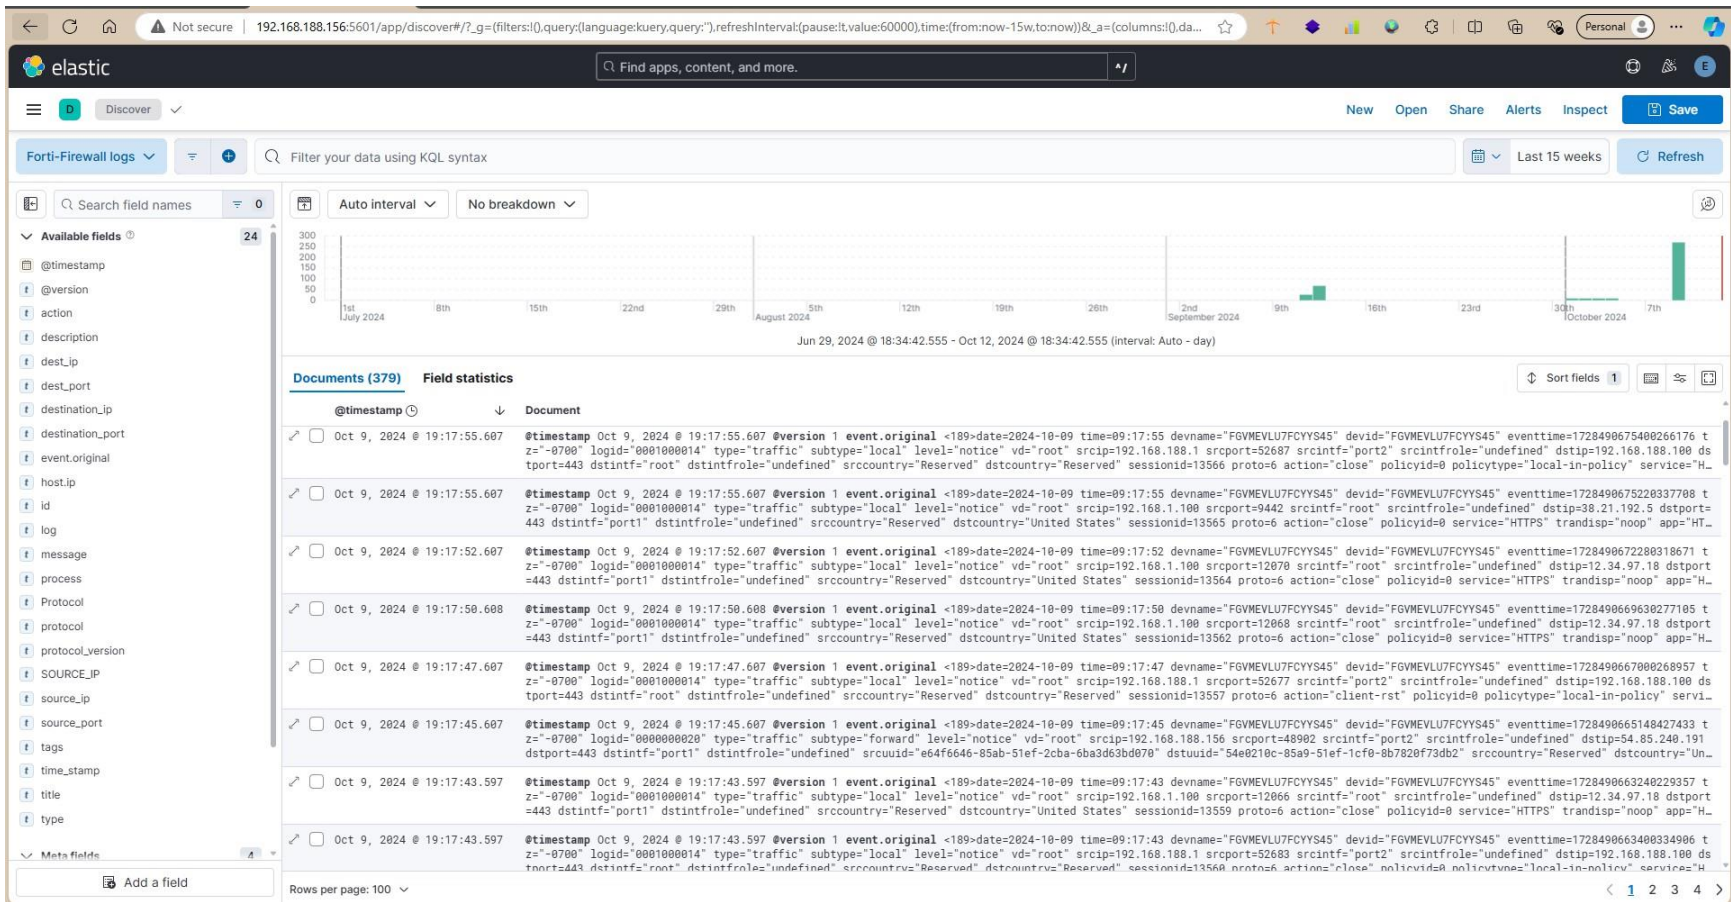 Not secure 192.168.188.156:5601/app/discover#/?_g=(filters:!(),query:(language:kuery,query:''),refreshInterval:(pause:!t,value:60000),time:(from:now-15w,to:now))&_a=(columns:!(),da... Personal
elastic Find apps, content, and more. ^/ E
D Discover New Open Share Alerts Inspect Save
Forti-Firewall logs Filter your data using KQL syntax Last 15 weeks Refresh
Search field names 0
Auto interval No breakdown
Available fields 24
@timestamp
@version
action
description
dest_ip
dest_port
destination_ip
destination_port
event.original
host.ip
id
log
message
process
Protocol
protocol
protocol_version
SOURCE_IP
source_ip
source_port
tags
time_stamp
title
type
Meta fields 4
Add a field
300
250
200
150
100
50
0
1st 8th 15th 22nd 29th 5th 12th 19th 26th 2nd 9th 16th 23rd 30th 7th
July 2024 August 2024 September 2024 October 2024
Jun 29, 2024 @ 18:34:42.555 - Oct 12, 2024 @ 18:34:42.555 (interval: Auto - day)
Documents (379) Field statistics Sort fields 1
@timestamp Document
Oct 9, 2024 @ 19:17:55.607 @timestamp Oct 9, 2024 @ 19:17:55.607 @version 1 event.original <189>date=2024-10-09 time=09:17:55 devname="FGVMEVLU7FCYYS45" devid="FGVMEVLU7FCYYS45" eventtime=1728490675400266176 t
z="-0700" logid="0001000014" type="traffic" subtype="local" level="notice" vd="root" srcip=192.168.188.1 srcport=52687 srcintf="port2" srcintfrole="undefined" dstip=192.168.188.100 ds
tport=443 dstintf="root" dstintfrole="undefined" srccountry="Reserved" dstcountry="Reserved" sessionid=13566 proto=6 action="close" policyid=0 policytype="local-in-policy" service="H...
Oct 9, 2024 @ 19:17:55.607 @timestamp Oct 9, 2024 @ 19:17:55.607 @version 1 event.original <189>date=2024-10-09 time=09:17:55 devname="FGVMEVLU7FCYYS45" devid="FGVMEVLU7FCYYS45" eventtime=1728490675220337708 t
z="-0700" logid="0001000014" type="traffic" subtype="local" level="notice" vd="root" srcip=192.168.1.100 srcport=9442 srcintf="root" srcintfrole="undefined" dstip=38.21.192.5 dstport=
443 dstintf="port1" dstintfrole="undefined" srccountry="Reserved" dstcountry="United States" sessionid=13565 proto=6 action="close" policyid=0 service="HTTPS" trandisp="noop" app="HT...
Oct 9, 2024 @ 19:17:52.607 @timestamp Oct 9, 2024 @ 19:17:52.607 @version 1 event.original <189>date=2024-10-09 time=09:17:52 devname="FGVMEVLU7FCYYS45" devid="FGVMEVLU7FCYYS45" eventtime=1728490672280318671 t
z="-0700" logid="0001000014" type="traffic" subtype="local" level="notice" vd="root" srcip=192.168.1.100 srcport=12070 srcintf="root" srcintfrole="undefined" dstip=12.34.97.18 dstport
=443 dstintf="port1" dstintfrole="undefined" srccountry="Reserved" dstcountry="United States" sessionid=13564 proto=6 action="close" policyid=0 service="HTTPS" trandisp="noop" app="H...
Oct 9, 2024 @ 19:17:50.608 @timestamp Oct 9, 2024 @ 19:17:50.608 @version 1 event.original <189>date=2024-10-09 time=09:17:50 devname="FGVMEVLU7FCYYS45" devid="FGVMEVLU7FCYYS45" eventtime=1728490669630277105 t
z="-0700" logid="0001000014" type="traffic" subtype="local" level="notice" vd="root" srcip=192.168.1.100 srcport=12068 srcintf="root" srcintfrole="undefined" dstip=12.34.97.18 dstport
=443 dstintf="port1" dstintfrole="undefined" srccountry="Reserved" dstcountry="United States" sessionid=13562 proto=6 action="close" policyid=0 service="HTTPS" trandisp="noop" app="H...
Oct 9, 2024 @ 19:17:47.607 @timestamp Oct 9, 2024 @ 19:17:47.607 @version 1 event.original <189>date=2024-10-09 time=09:17:47 devname="FGVMEVLU7FCYYS45" devid="FGVMEVLU7FCYYS45" eventtime=1728490667000268957 t
z="-0700" logid="0001000014" type="traffic" subtype="local" level="notice" vd="root" srcip=192.168.188.1 srcport=52677 srcintf="port2" srcintfrole="undefined" dstip=192.168.188.100 ds
tport=443 dstintf="root" dstintfrole="undefined" srccountry="Reserved" dstcountry="Reserved" sessionid=13557 proto=6 action="client-rst" policyid=0 policytype="local-in-policy" servi...
Oct 9, 2024 @ 19:17:45.607 @timestamp Oct 9, 2024 @ 19:17:45.607 @version 1 event.original <189>date=2024-10-09 time=09:17:45 devname="FGVMEVLU7FCYYS45" devid="FGVMEVLU7FCYYS45" eventtime=1728490665148427433 t
z="-0700" logid="0000000020" type="traffic" subtype="forward" level="notice" vd="root" srcip=192.168.188.156 srcport=48902 srcintf="port2" srcintfrole="undefined" dstip=54.85.240.191
dstport=443 dstintf="port1" dstintfrole="undefined" srcuuid="e64f6646-85ab-51ef-2cba-6ba3d63bd070" dstuuid="54e0210c-85a9-51ef-1cf0-8b7820f73db2" srccountry="Reserved" dstcountry="Un...
Oct 9, 2024 @ 19:17:43.597 @timestamp Oct 9, 2024 @ 19:17:43.597 @version 1 event.original <189>date=2024-10-09 time=09:17:43 devname="FGVMEVLU7FCYYS45" devid="FGVMEVLU7FCYYS45" eventtime=1728490663240229357 t
z="-0700" logid="0001000014" type="traffic" subtype="local" level="notice" vd="root" srcip=192.168.1.100 srcport=12066 srcintf="root" srcintfrole="undefined" dstip=12.34.97.18 dstport
=443 dstintf="port1" dstintfrole="undefined" srccountry="Reserved" dstcountry="United States" sessionid=13559 proto=6 action="close" policyid=0 service="HTTPS" trandisp="noop" app="H...
Oct 9, 2024 @ 19:17:43.597 @timestamp Oct 9, 2024 @ 19:17:43.597 @version 1 event.original <189>date=2024-10-09 time=09:17:43 devname="FGVMEVLU7FCYYS45" devid="FGVMEVLU7FCYYS45" eventtime=1728490663400334906 t
z="-0700" logid="0001000014" type="traffic" subtype="local" level="notice" vd="root" srcip=192.168.188.1 srcport=52683 srcintf="port2" srcintfrole="undefined" dstip=192.168.188.100 ds
tport=443 dstintf="root" dstintfrole="undefined" srccountry="Reserved" dstcountry="Reserved" sessionid=13560 proto=6 action="close" policyid=0 policytype="local-in-policy" service="H...
Rows per page: 100 1 2 3 4